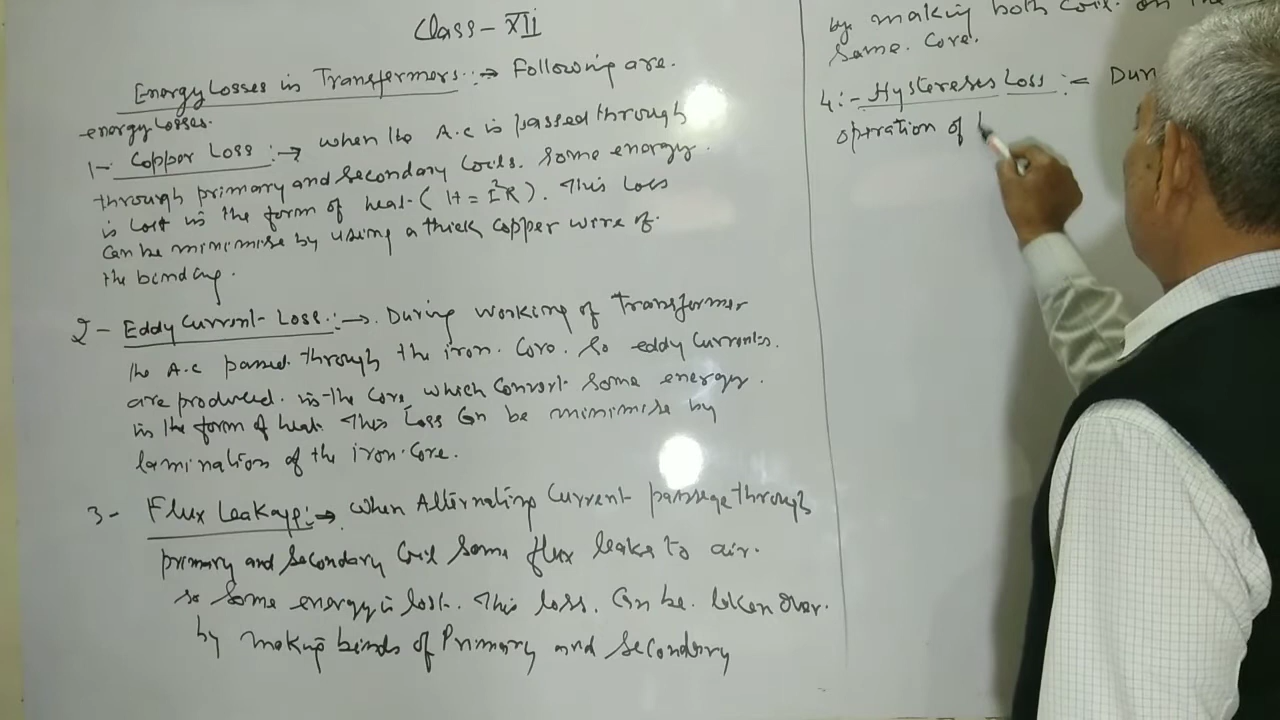 Class - XII
Energy Losses in Transfermers :→ Following are.
energy Losses.
1- Copper Loss :→ when the A.C is passed through
through primary and secondary Coils. some energy.
is lost in the form of heat (H = I²R). This Loss
Can be minimise by using a thick copper wire of.
the
2- Eddy Current Loss :→. During working of Transformer
the A.C passed through the iron. Core. So eddy Currents.
are produced. in the Core which Convert some energy.
in the form of heat This Loss Can be minimise by
lamination of the iron Core.
3- Flux Leakage :→ when Alternating Current passege through
primary and secondary Coil some flux leaks to air.
so some energy is lost. This loss. Can be. taken over.
by making binds of Primary and secondary
by making both Coil on the
same. Core.
4:- Hystereses Loss := Dur
opration of